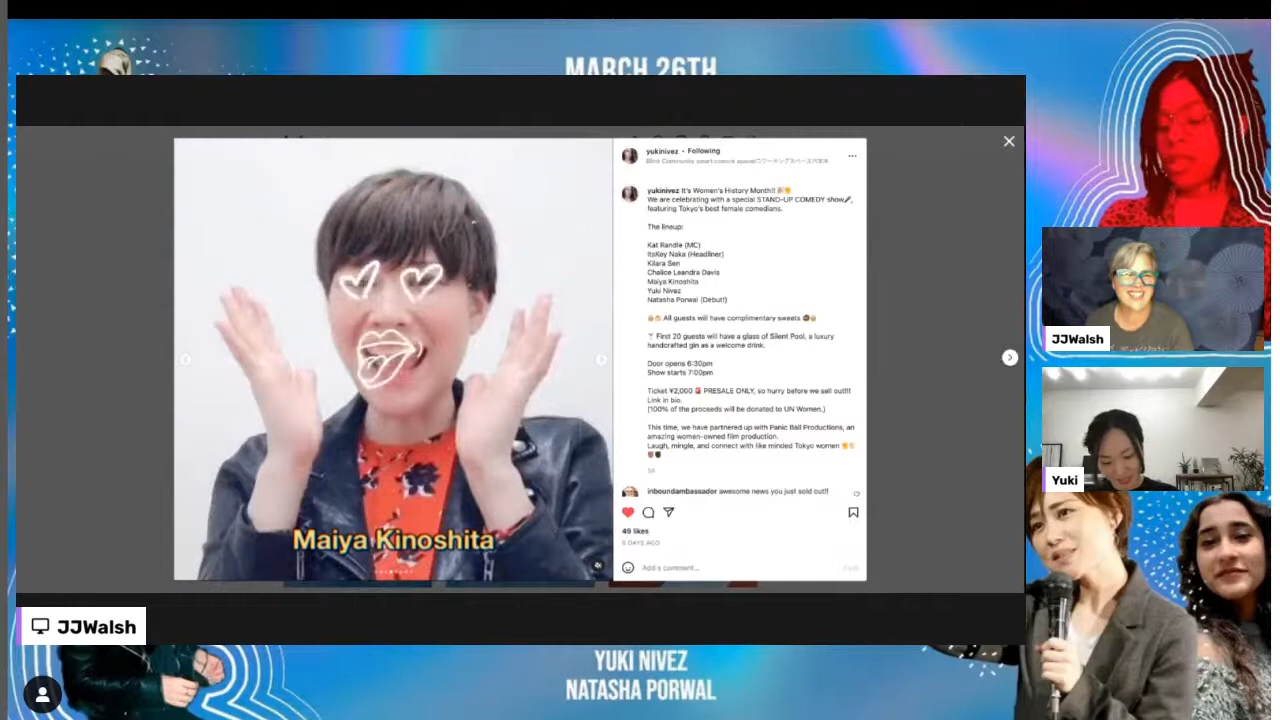 MARCH 26TH
yukinivez • Following
yukinivez It's Women's History Month!!
We are celebrating with a special STAND-UP COMEDY show🎤,
featuring Tokyo's best female comedians.
The lineup:
Kat Randle (MC)
ItsKey Naka (Headliner)
Kilara Sen
Chalice Leandra Davis
Maiya Kinoshita
Yuki Nivez
Natasha Porwal (Debut!)
All guests will have complimentary sweets
🍸 First 20 guests will have a glass of Silent Pool, a luxury
handcrafted gin as a welcome drink.
Door opens 6:30pm
Show starts 7:00pm
Ticket ¥2,000 PRESALE ONLY, so hurry before we sell out!!!
Link in bio.
(100% of the proceeds will be donated to UN Women.)
This time, we have partnered up with Panic Ball Productions, an
amazing women-owned film production.
Laugh, mingle, and connect with like minded Tokyo women
inboundambassador awesome news you just sold out!!
49 likes
6 DAYS AGO
Add a comment...
Maiya Kinoshita
JJWalsh
Yuki
JJWalsh
YUKI NIVEZ
NATASHA PORWAL